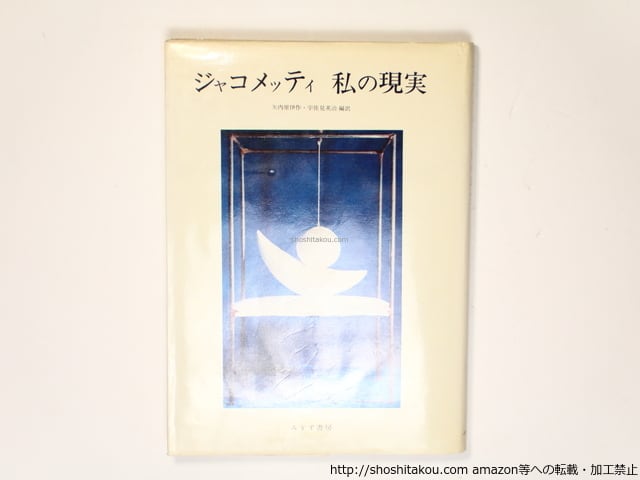 ジャコメッティ 私の現実
矢内原伊作・宇佐見英治 編訳
shoshitakou.com
みすず書房
http://shoshitakou.com amazon等への転載・加工禁止